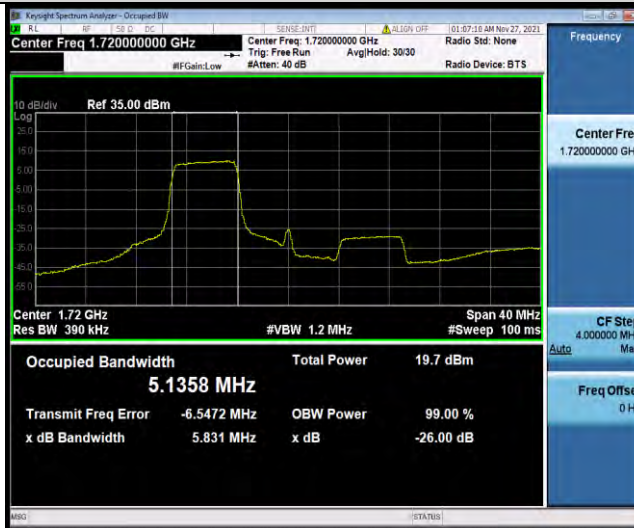 Keysight Spectrum Analyzer - Occupied BW
RL RF 50 Ω DC SENSE:INT ALIGN OFF 01:07:18 AM Nov 27, 2021
Center Freq 1.720000000 GHz
Center Freq: 1.720000000 GHz
Radio Std: None
Trig: Free Run Avg|Hold: 30/30
#IFGain:Low #Atten: 40 dB Radio Device: BTS
Frequency
10 dB/div Ref 35.00 dBm
Log
25.0
15.0
5.00
-5.00
-15.0
-25.0
-35.0
-45.0
-55.0
Center Fre
1.720000000 GH
Center 1.72 GHz Span 40 MHz
Res BW 390 kHz #VBW 1.2 MHz #Sweep 100 ms
CF Ste
4.000000 MH
Auto Ma
Occupied Bandwidth Total Power 19.7 dBm
5.1358 MHz
Transmit Freq Error -6.5472 MHz OBW Power 99.00 %
x dB Bandwidth 5.831 MHz x dB -26.00 dB
Freq Offse
0 H
MSG STATUS